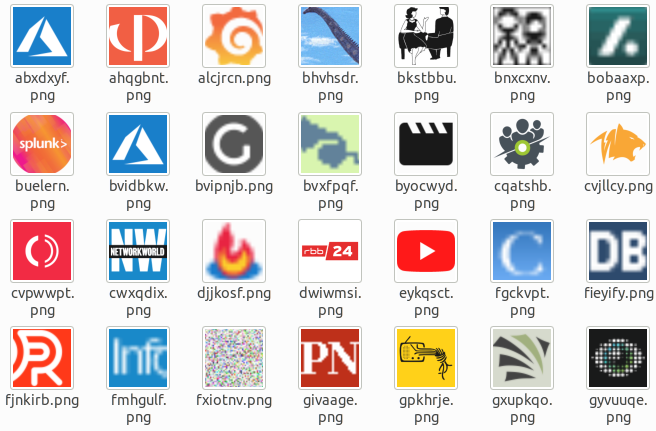 abxdxyf.
png
ahqgbnt.
png
alcjrcn.png
bhvhsdr.
png
bkstbbu.
png
bnxcxnv.
png
bobaaxp.
png
splunk>
buelern.
png
bvidbkw.
png
G
bvipnjb.png
bvxfpqf.
png
byocwyd.
png
cqatshb.
png
cvjllcy.png
cvpwwpt.
png
NW
NETWORKWORLD
cwxqdix.
png
djjkosf.png
rbb 24
dwiwmsi.
png
eykqsct.
png
C
fgckvpt.
png
DB
fieyify.png
R
fjnkirb.png
Info
fmhgulf.
png
fxiotnv.png
PN
givaage.
png
gpkhrje.
png
gxupkqo.
png
gyvuuqe.
png